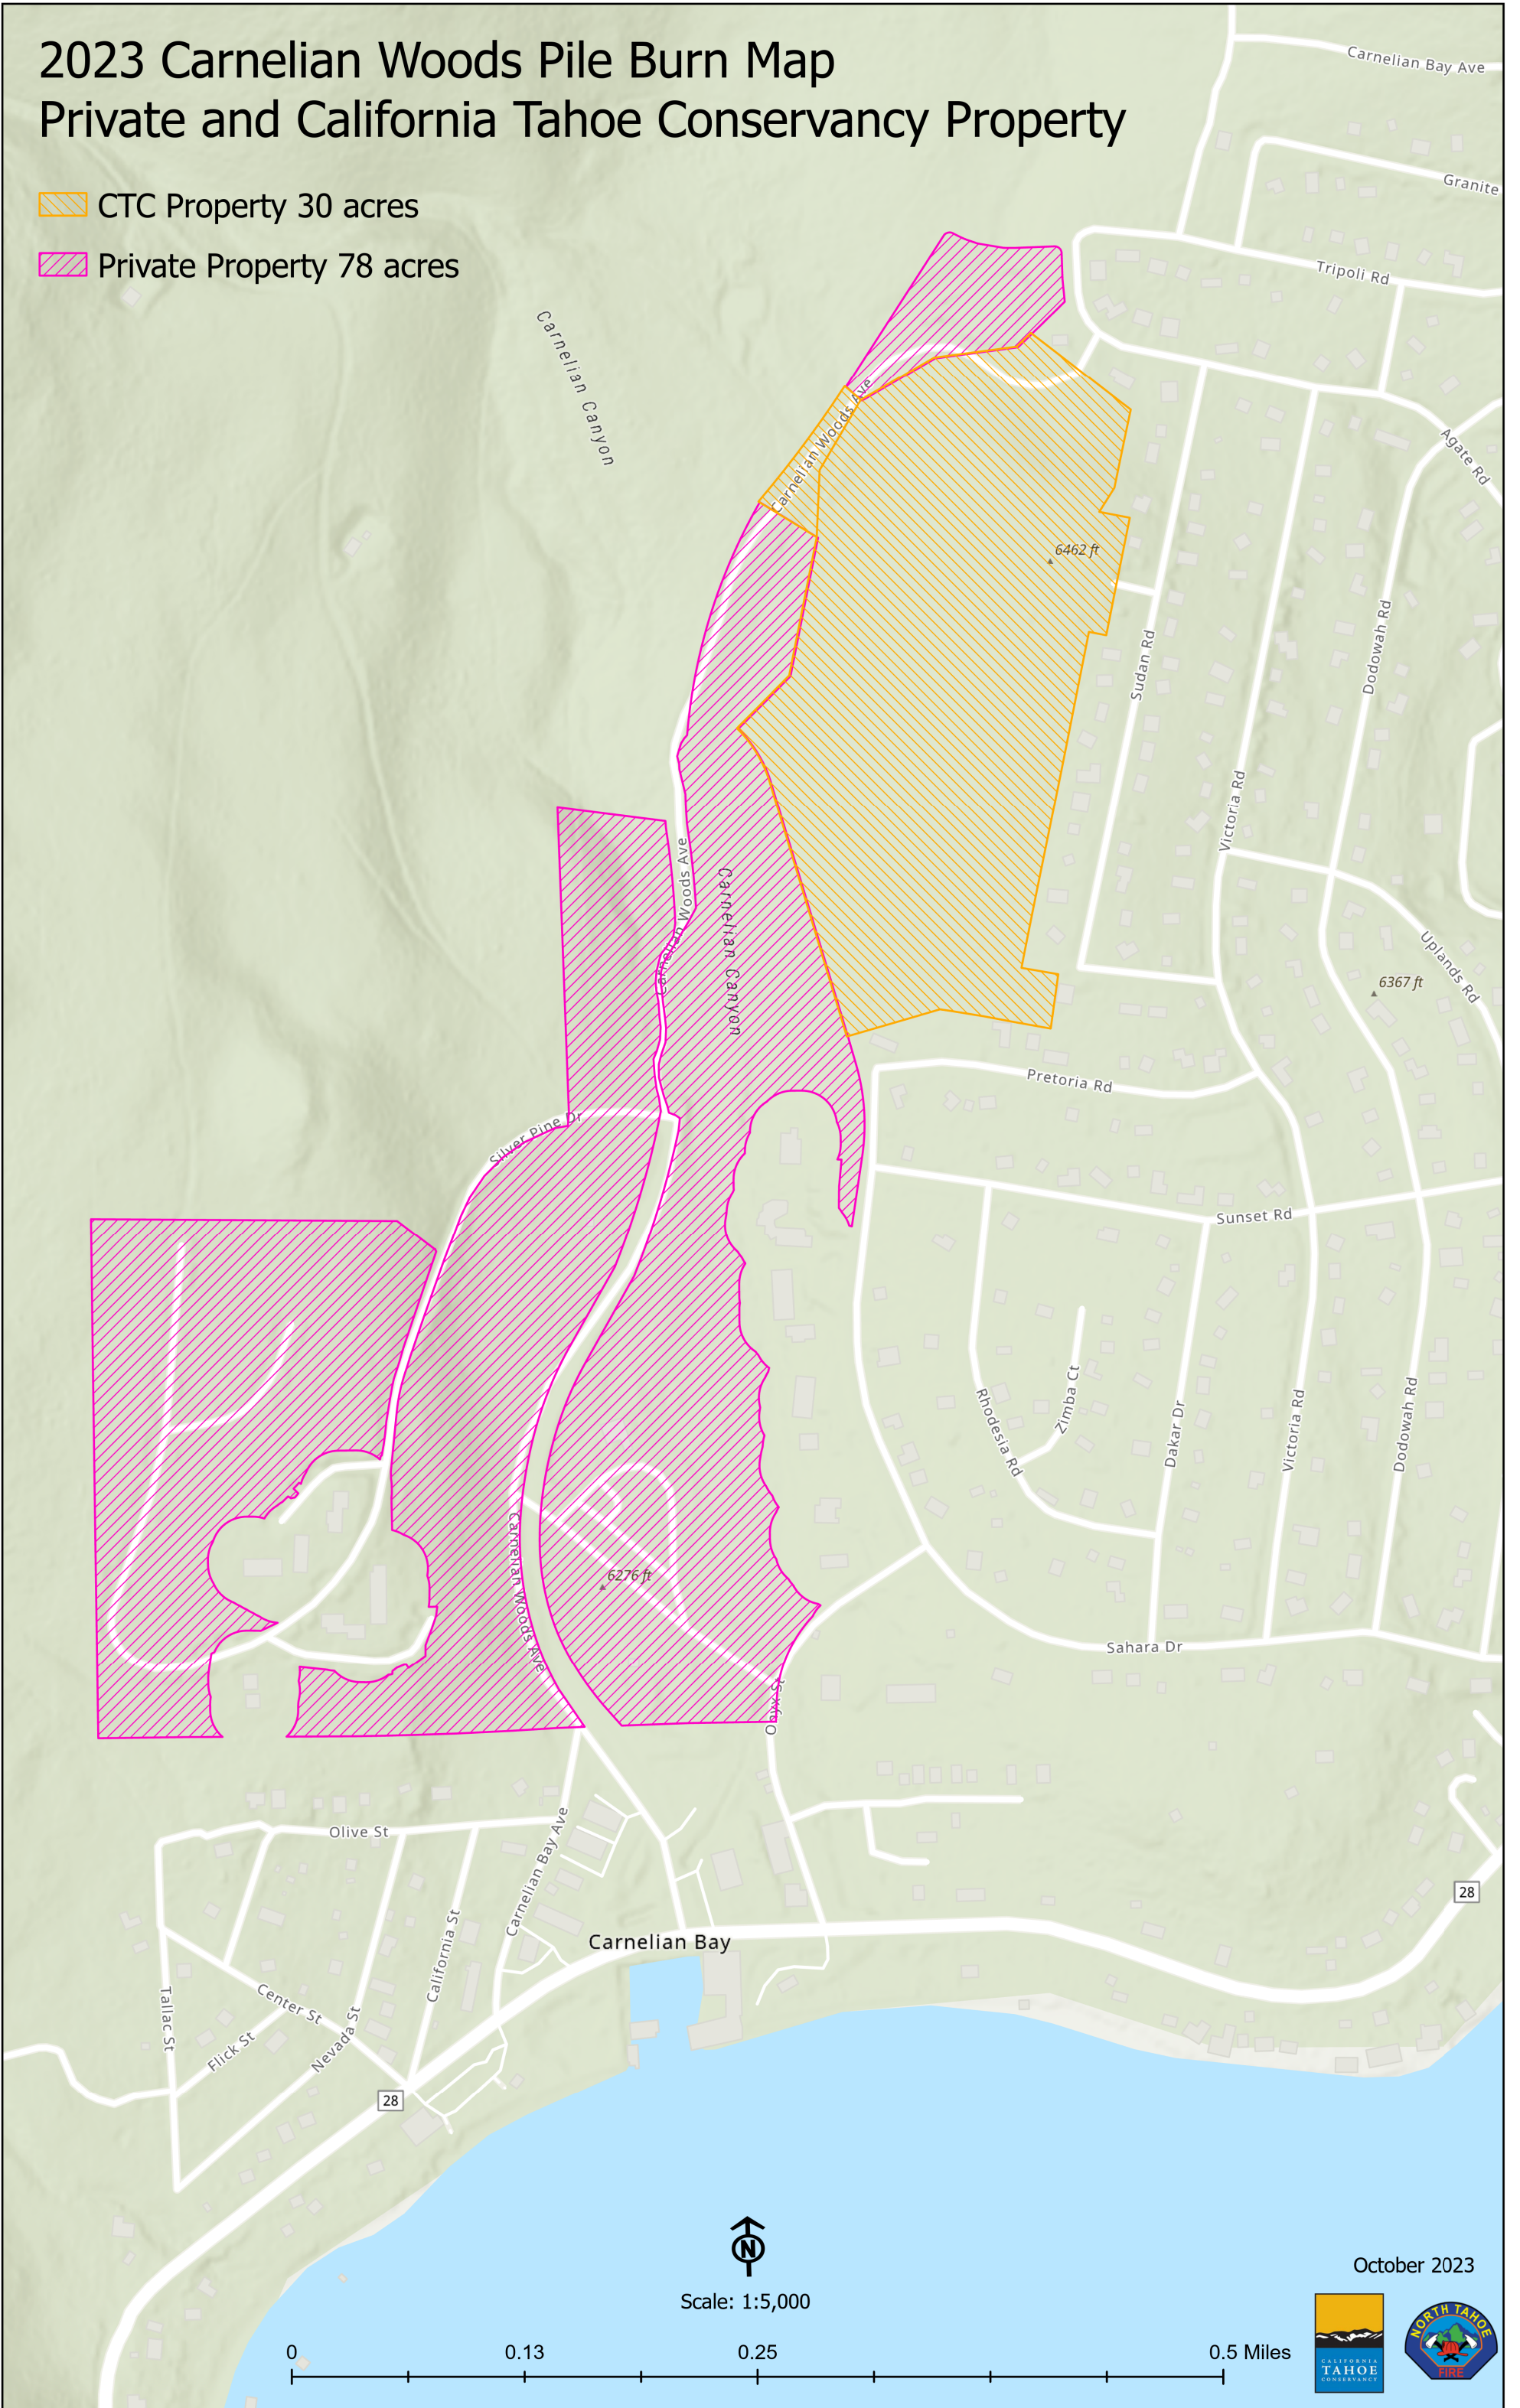 2023 Carnelian Woods Pile Burn Map
Private and California Tahoe Conservancy Property
CTC Property 30 acres
Private Property 78 acres
Carnelian Bay Ave
Granite
Tripoli Rd
Carnelian Canyon
Carnelian Woods Ave
Agate Rd
6462 ft
Sudan Rd
Dodowah Rd
Victoria Rd
Carnelian Woods Ave
Carnelian Woods Ave
Carnelian Canyon
Uplands Rd
6367 ft
Pretoria Rd
Silver Pine Dr
Sunset Rd
Rhodesia Rd
Zimba Ct
Dakar Dr
Victoria Rd
Dodowah Rd
Carnelian Woods Ave
6276 ft
Sahara Dr
Onyx St
Olive St
Carnelian Bay Ave
28
California St
Carnelian Bay
Tallac St
Center St
Flick St
Nevada St
28
N
Scale: 1:5,000
October 2023
0
0.13
0.25
0.5 Miles
CALIFORNIA
TAHOE
CONSERVANCY
NORTH TAHOE
FIRE